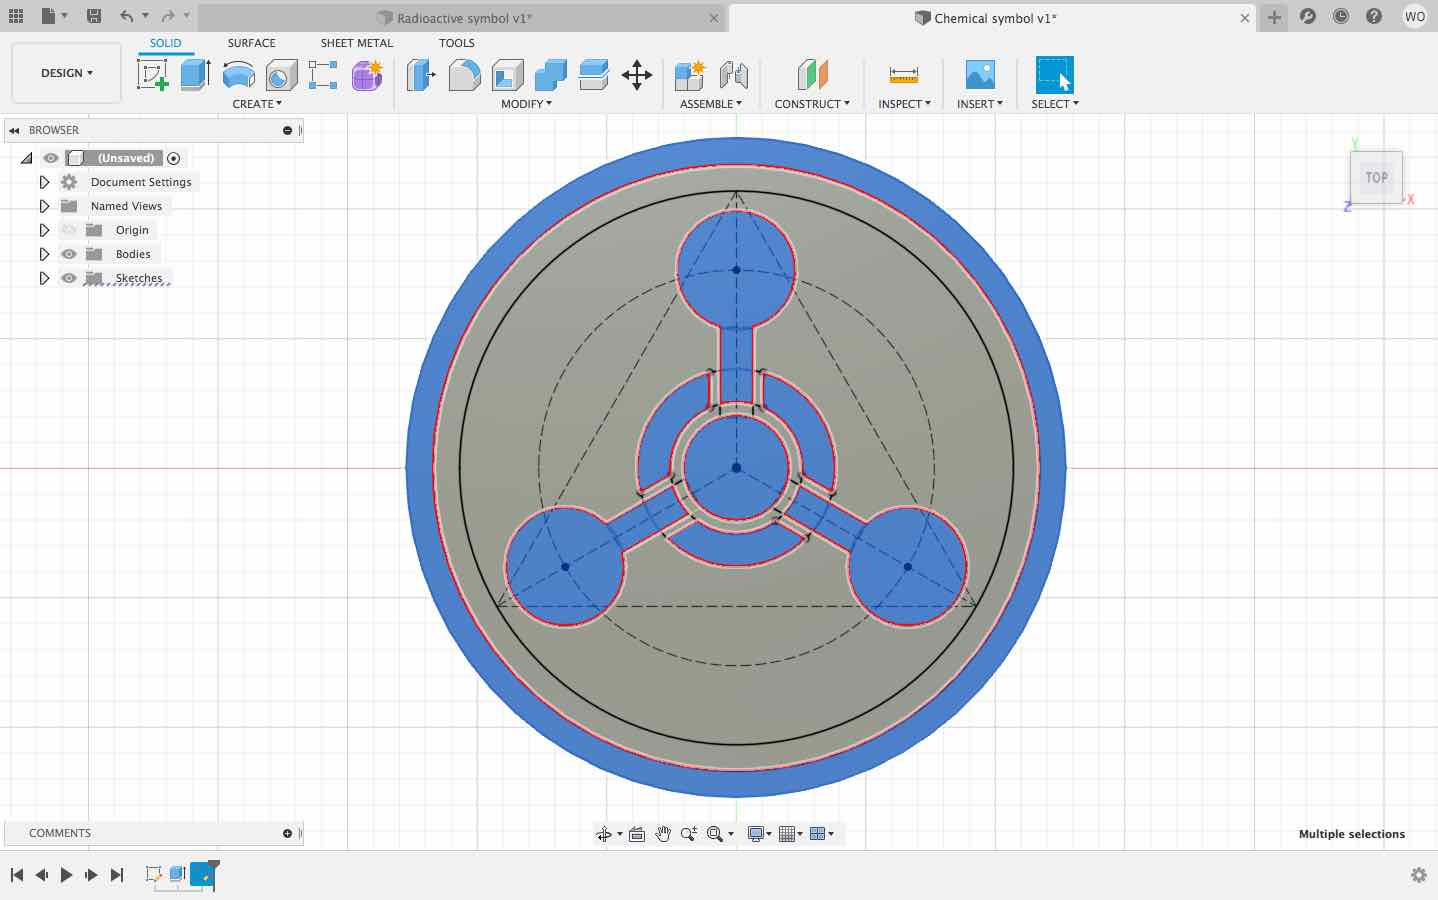 Radioactive symbol v1*
Chemical symbol v1*
WO
SOLID SURFACE SHEET METAL TOOLS
DESIGN
CREATE MODIFY ASSEMBLE CONSTRUCT INSPECT INSERT SELECT
BROWSER
(Unsaved)
Document Settings
Named Views
Origin
Bodies
Sketches
Y
TOP
X
Z
COMMENTS
Multiple selections